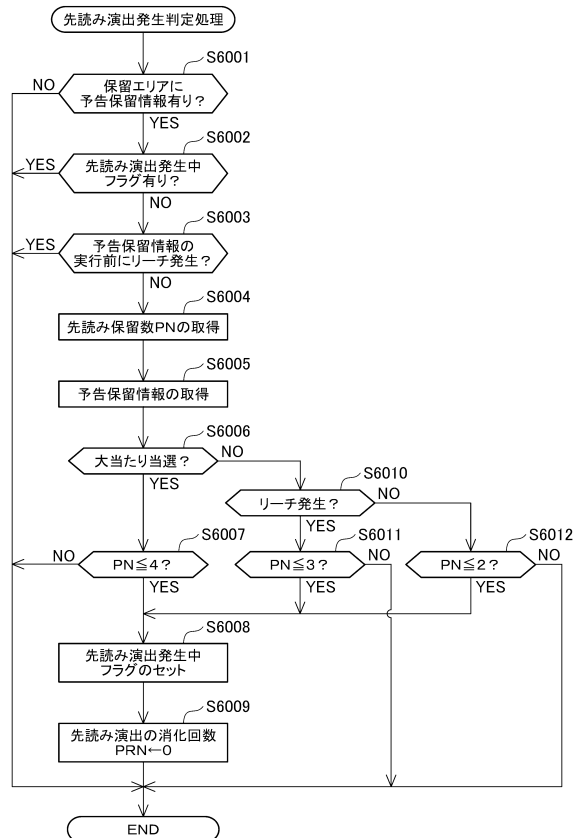 先読み演出発生判定処理
S6001
保留エリアに
予告保留情報有り？
NO
YES
S6002
先読み演出発生中
フラグ有り？
YES
NO
S6003
予告保留情報の
実行前にリーチ発生？
YES
NO
S6004
先読み保留数PNの取得
S6005
予告保留情報の取得
S6006
大当たり当選？
NO
YES
S6010
リーチ発生？
NO
YES
S6007
PN≦4？
NO
YES
S6011
PN≦3？
NO
YES
S6012
PN≦2？
NO
YES
S6008
先読み演出発生中
フラグのセット
S6009
先読み演出の消化回数
PRN←0
END